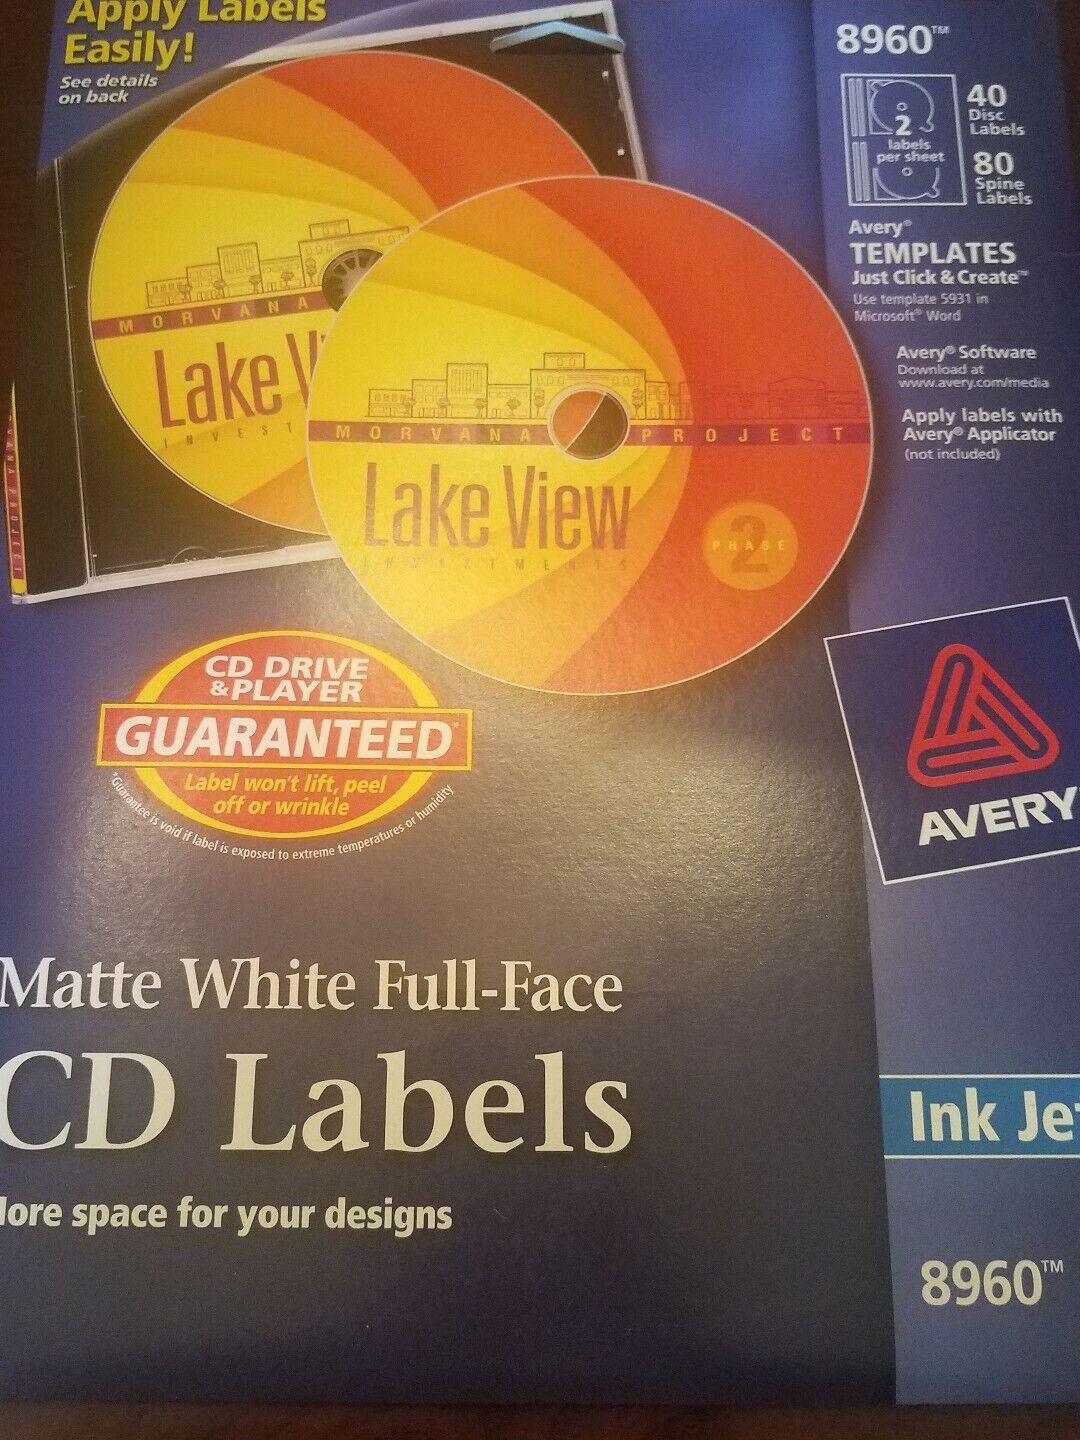 Apply Labels
Easily!
See details
on back
MORVANA
Lake Vi
INVEST
MORVANA PROJECT
Lake View
INVESTMENTS
PHASE
2
ANA PROJECT
8960™
2
labels
per sheet
40
Disc
Labels
80
Spine
Labels
Avery®
TEMPLATES
Just Click & Create™
Use template 5931 in
Microsoft® Word
Avery® Software
Download at
www.avery.com/media
Apply labels with
Avery® Applicator
(not included)
AVERY
CD DRIVE
& PLAYER
GUARANTEED*
Label won't lift, peel
off or wrinkle
*Guarantee is void if label is exposed to extreme temperatures or humidity
Matte White Full-Face
CD Labels
ore space for your designs
Ink Je
8960™